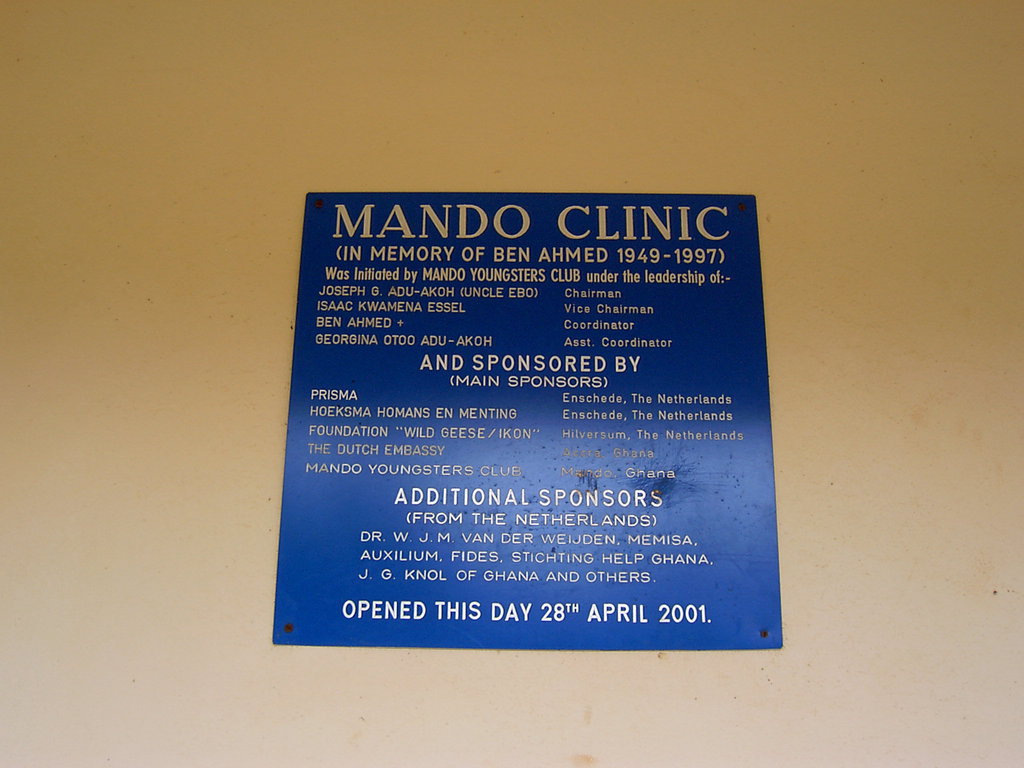 MANDO CLINIC
(IN MEMORY OF BEN AHMED 1949-1997)
Was Initiated by MANDO YOUNGSTERS CLUB under the leadership of:-
JOSEPH G. ADU-AKOH (UNCLE EBO) Chairman
ISAAC KWAMENA ESSEL Vice Chairman
BEN AHMED + Coordinator
GEORGINA OTOO ADU-AKOH Asst. Coordinator
AND SPONSORED BY
(MAIN SPONSORS)
PRISMA Enschede, The Netherlands
HOEKSMA HOMANS EN MENTING Enschede, The Netherlands
FOUNDATION "WILD GEESE/IKON" Hilversum, The Netherlands
THE DUTCH EMBASSY Accra, Ghana
MANDO YOUNGSTERS CLUB Mando, Ghana
ADDITIONAL SPONSORS
(FROM THE NETHERLANDS)
DR. W. J. M. VAN DER WEIJDEN, MEMISA,
AUXILIUM, FIDES, STICHTING HELP GHANA,
J. G. KNOL OF GHANA AND OTHERS.
OPENED THIS DAY 28TH APRIL 2001.